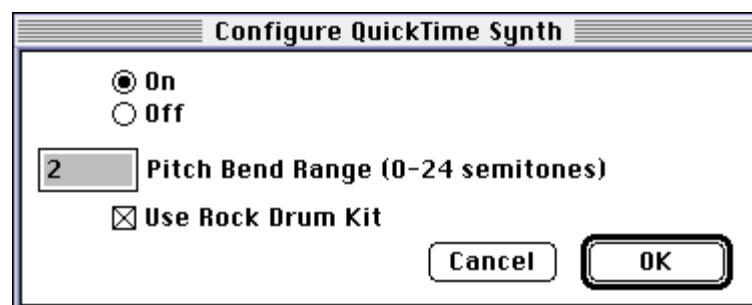 Configure QuickTime Synth
On
Off
2 Pitch Bend Range (0-24 semitones)
Use Rock Drum Kit
Cancel OK